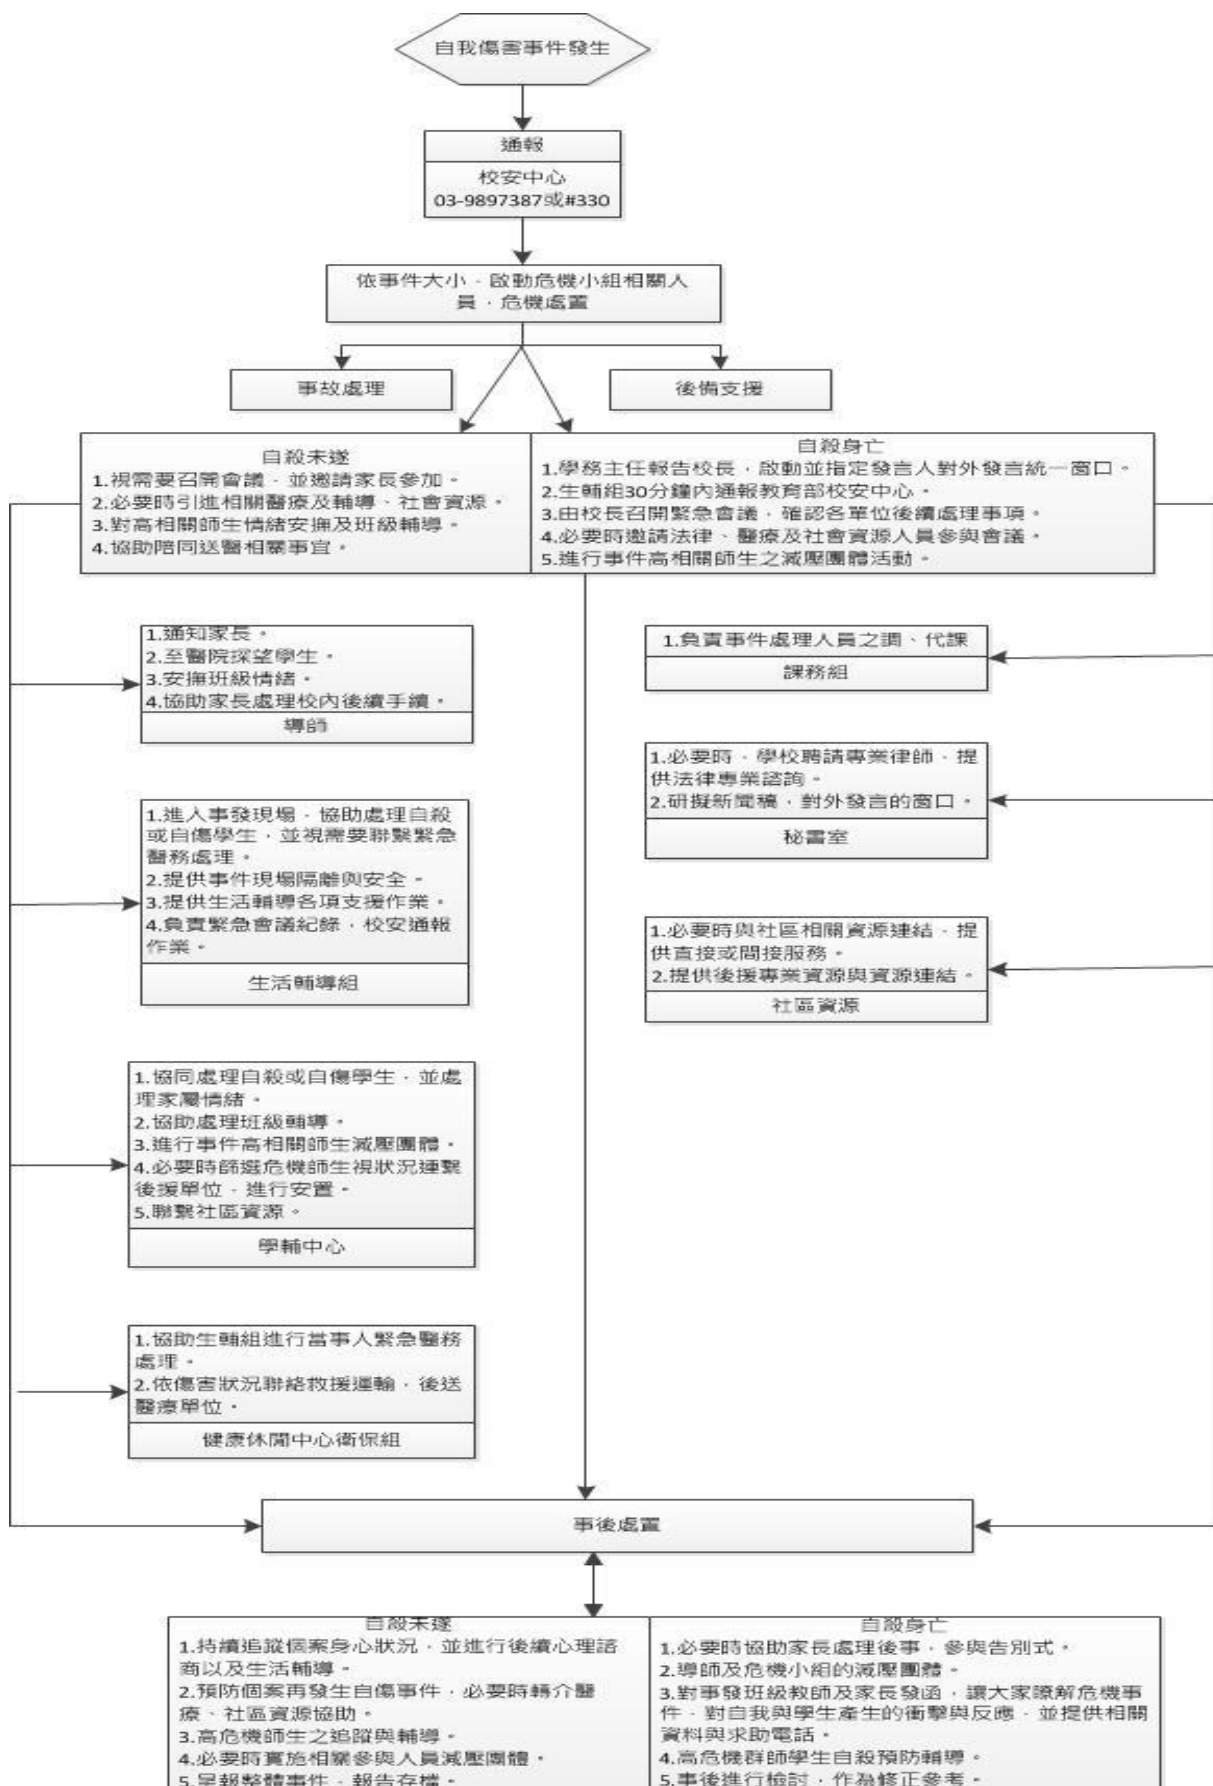 自我傷害事件發生
通報
校安中心
03-9897387或#330
依事件大小，啟動危機小組相關人
員，危機處置
事故處理
後備支援
自殺未遂
1.視需要召開會議，並邀請家長參加。
2.必要時引進相關醫療及輔導、社會資源。
3.對高相關師生情緒安撫及班級輔導。
4.協助陪同送醫相關事宜。
自殺身亡
1.學務主任報告校長，啟動並指定發言人對外發言統一窗口。
2.生輔組30分鐘內通報教育部校安中心。
3.由校長召開緊急會議，確認各單位後續處理事項。
4.必要時邀請法律、醫療及社會資源人員參與會議。
5.進行事件高相關師生之減壓團體活動。
1.通知家長。
2.至醫院探望學生。
3.安撫班級情緒。
4.協助家長處理校內後續手續。
導師
1.進入事發現場，協助處理自殺
或自傷學生，並視需要聯繫緊急
醫務處理。
2.提供事件現場隔離與安全。
3.提供生活輔導各項支援作業。
4.負責緊急會議紀錄，校安通報
作業。
生活輔導組
1.協同處理自殺或自傷學生，並處
理家屬情緒。
2.協助處理班級輔導。
3.進行事件高相關師生減壓團體。
4.必要時篩選危機師生視狀況連繫
後援單位，進行安置。
5.聯繫社區資源。
學輔中心
1.協助生輔組進行當事人緊急醫務
處理。
2.依傷害狀況聯絡救援運輸，後送
醫療單位。
健康休閒中心衛保組
1.負責事件處理人員之調、代課
課務組
1.必要時，學校聘請專業律師，提
供法律專業諮詢。
2.研擬新聞稿，對外發言的窗口。
秘書室
1.必要時與社區相關資源連結，提
供直接或間接服務。
2.提供後援專業資源與資源連結。
社區資源
事後處置
自殺未遂
1.持續追蹤個案身心狀況，並進行後續心理諮
商以及生活輔導。
2.預防個案再發生自傷事件，必要時轉介醫
療、社區資源協助。
3.高危機師生之追蹤與輔導。
4.必要時實施相關參與人員減壓團體。
5.呈報整體事件，報告存檔。
自殺身亡
1.必要時協助家長處理後事，參與告別式。
2.導師及危機小組的減壓團體。
3.對事發班級教師及家長發函，讓大家瞭解危機事
件，對自我與學生產生的衝擊與反應，並提供相關
資料與求助電話。
4.高危機群師學生自殺預防輔導。
5.事後進行檢討，作為修正參考。